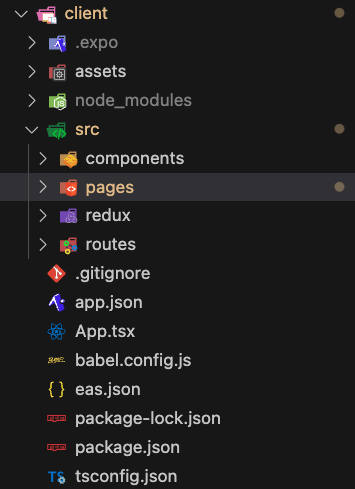 client
.expo
assets
node_modules
src
components
pages
redux
routes
.gitignore
app.json
App.tsx
babel.config.js
eas.json
package-lock.json
package.json
TS tsconfig.json